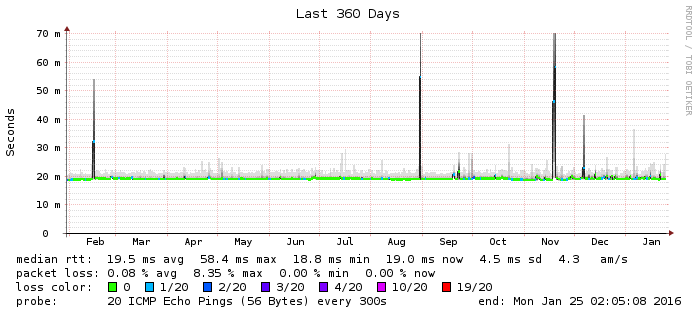 Last 360 Days
RRDTOOL / TOBI OETIKER
Seconds
70 m
60 m
50 m
40 m
30 m
20 m
10 m
0
Feb Mar Apr May Jun Jul Aug Sep Oct Nov Dec Jan
median rtt: 19.5 ms avg 58.4 ms max 18.8 ms min 19.0 ms now 4.5 ms sd 4.3 am/s
packet loss: 0.08 % avg 8.35 % max 0.00 % min 0.00 % now
loss color: 0 1/20 2/20 3/20 4/20 10/20 19/20
probe: 20 ICMP Echo Pings (56 Bytes) every 300s end: Mon Jan 25 02:05:08 2016